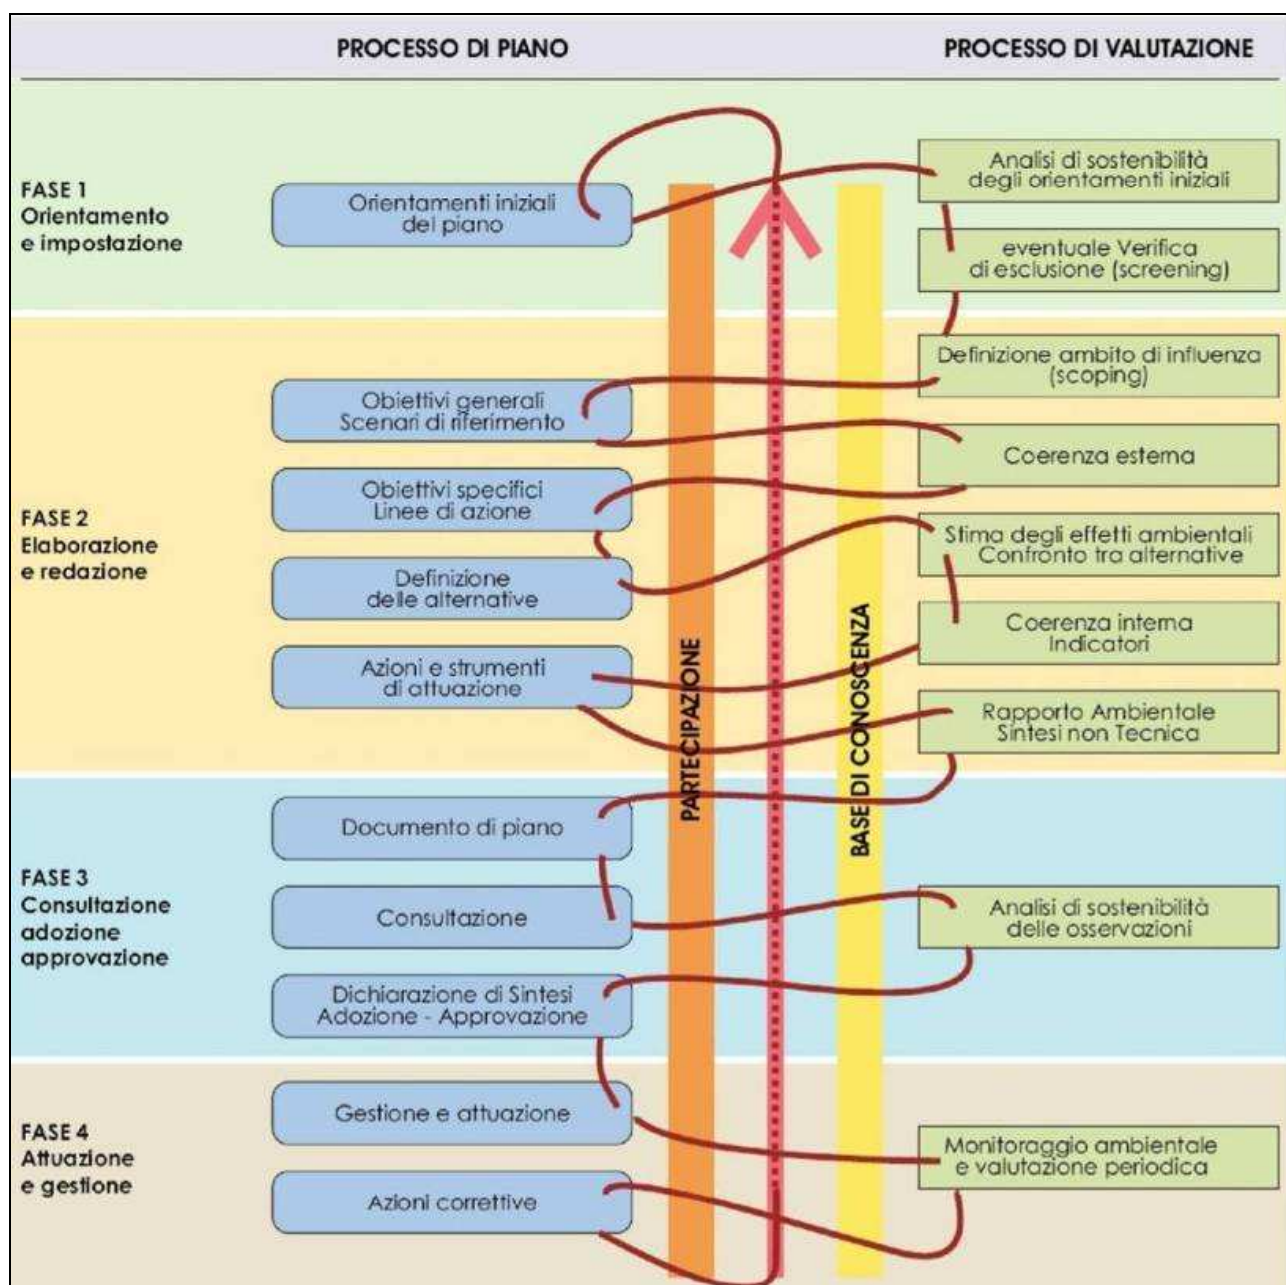 PROCESSO DI PIANO
PROCESSO DI VALUTAZIONE
FASE 1
Orientamento
e impostazione
Orientamenti iniziali
del piano
Analisi di sostenibilità
degli orientamenti iniziali
eventuale Verifica
di esclusione (screening)
FASE 2
Elaborazione
e redazione
Definizione ambito di influenza
(scoping)
Obiettivi generali
Scenari di riferimento
Coerenza esterna
Obiettivi specifici
Linee di azione
Stima degli effetti ambientali
Confronto tra alternative
Definizione
delle alternative
Coerenza interna
Indicatori
Azioni e strumenti
di attuazione
Rapporto Ambientale
Sintesi non Tecnica
PARTECIPAZIONE
BASE DI CONOSCENZA
FASE 3
Consultazione
adozione
approvazione
Documento di piano
Consultazione
Analisi di sostenibilità
delle osservazioni
Dichiarazione di Sintesi
Adozione - Approvazione
FASE 4
Attuazione
e gestione
Gestione e attuazione
Monitoraggio ambientale
e valutazione periodica
Azioni correttive